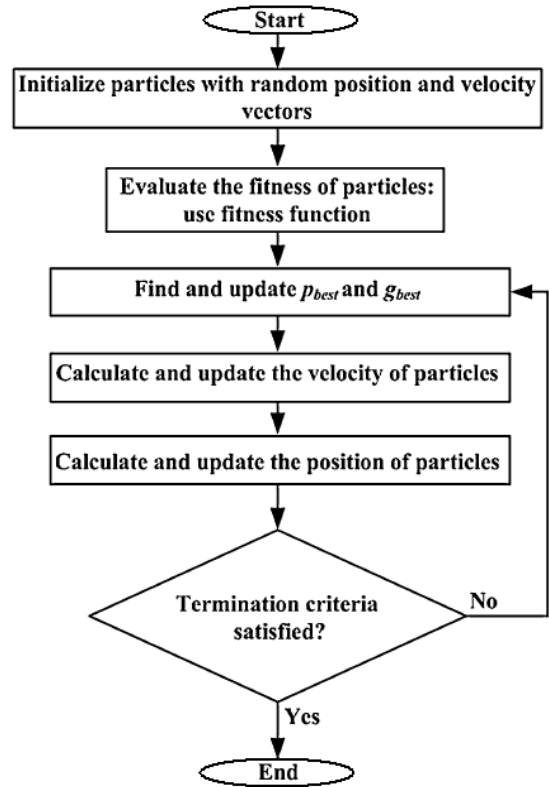 Start
Initialize particles with random position and velocity
vectors
Evaluate the fitness of particles:
use fitness function
Find and update pbest and gbest
Calculate and update the velocity of particles
Calculate and update the position of particles
Termination criteria
satisfied?
No
Yes
End